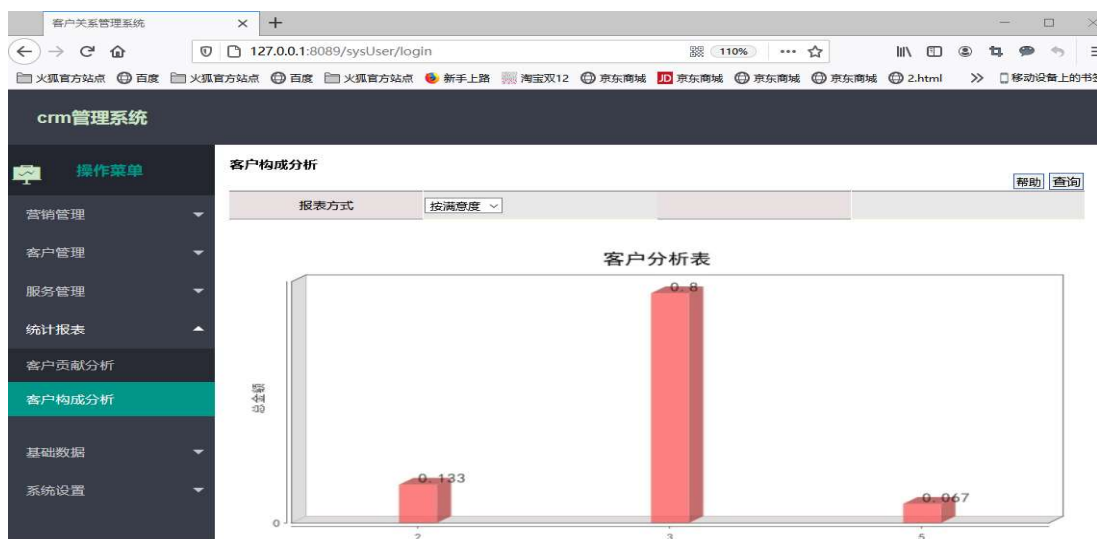 客户关系管理系统
127.0.0.1:8089/sysUser/login
110%
火狐官方站点 百度 火狐官方站点 百度 火狐官方站点 新手上路 淘宝双12 京东商城 JD 京东商城 京东商城 京东商城 2.html 移动设备上的书签
crm管理系统
操作菜单
营销管理
客户管理
服务管理
统计报表
客户贡献分析
客户构成分析
基础数据
系统设置
客户构成分析
帮助 查询
报表方式 按满意度
客户分析表
总金额
0.8
0.133
0.067
0
2 3 5